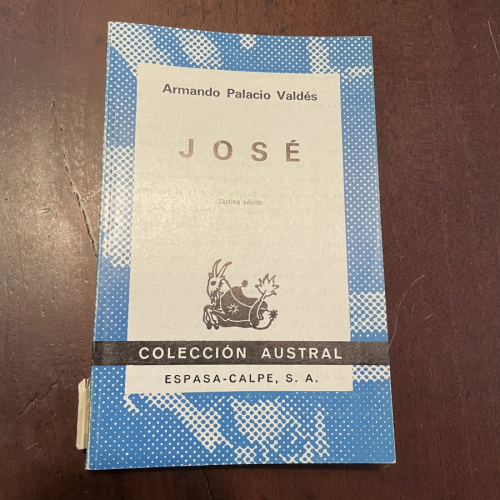 Armando Palacio Valdés
JOSÉ
Séptima edición
COLECCIÓN AUSTRAL
ESPASA-CALPE, S. A.